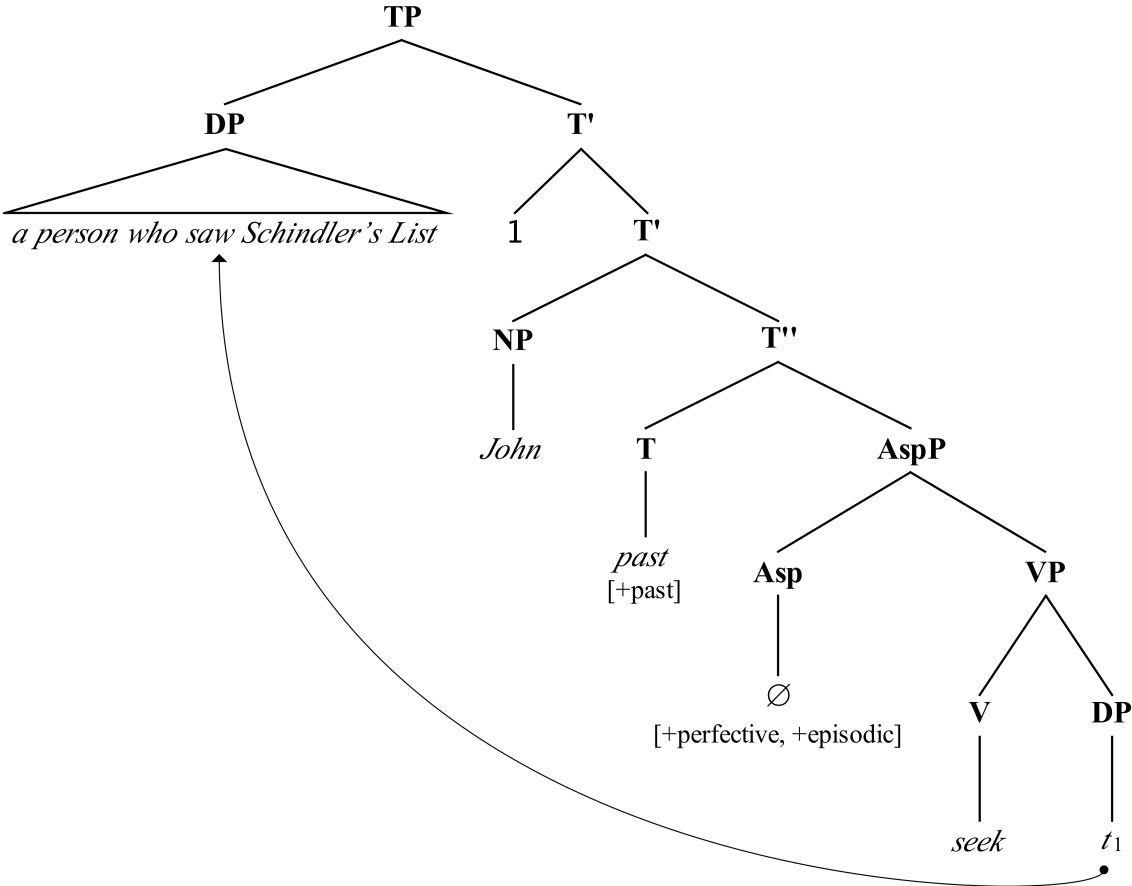 TP
DP T'
a person who saw Schindler’s List 1 T'
NP T''
John T AspP
past Asp VP
[+past]
∅ V DP
[+perfective, +episodic]
seek t₁